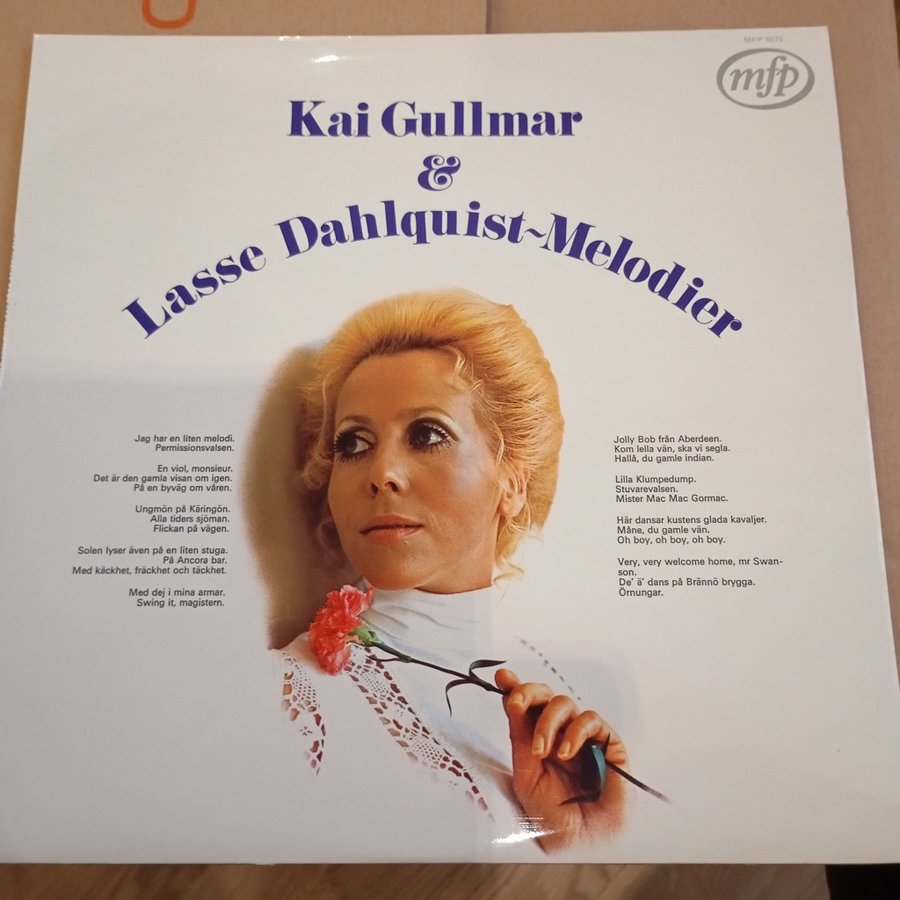 MFP 5573
mfp
Kai Gullmar
&
Lasse Dahlquist~Melodier
Jag har en liten melodi.
Permissionsvalsen.
En viol, monsieur.
Det är den gamla visan om igen.
På en byväg om våren.
Ungmön på Käringön.
Alla tiders sjöman.
Flickan på vägen.
Solen lyser även på en liten stuga.
På Ancora bar.
Med käckhet, fräckhet och täckhet.
Med dej i mina armar.
Swing it, magistern.
Jolly Bob från Aberdeen.
Kom lella vän, ska vi segla.
Hallå, du gamle indian.
Lilla Klumpedump.
Stuvarevalsen.
Mister Mac Mac Gormac.
Här dansar kustens glada kavaljer.
Måne, du gamle vän.
Oh boy, oh boy, oh boy.
Very, very welcome home, mr Swan-
son.
De' ä' dans på Brännö brygga.
Örnungar.